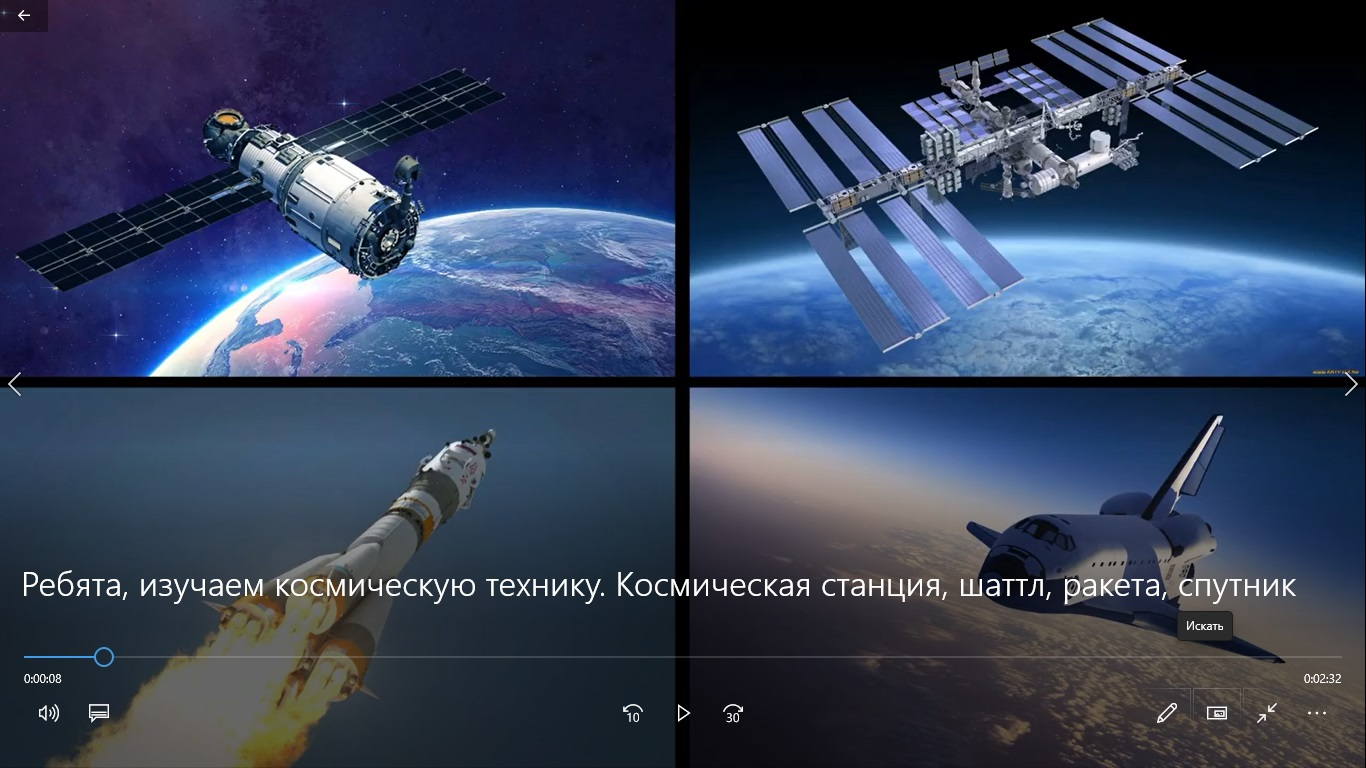 Ребята, изучаем космическую технику. Космическая станция, шаттл, ракета, спутник
Искать
0:00:08
0:02:32
10
30